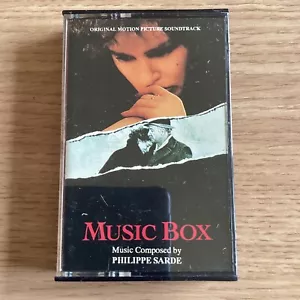 ORIGINAL MOTION PICTURE SOUNDTRACK
MUSIC BOX
Music Composed by
PHILIPPE SARDE